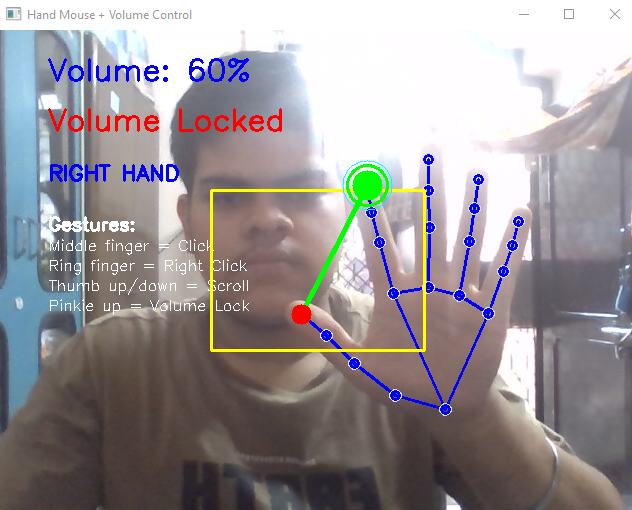 Hand Mouse + Volume Control
Volume: 60%
Volume Locked
RIGHT HAND
Gestures:
Middle finger = Click
Ring finger = Right Click
Thumb up/down = Scroll
Pinkie up = Volume Lock
EARTH